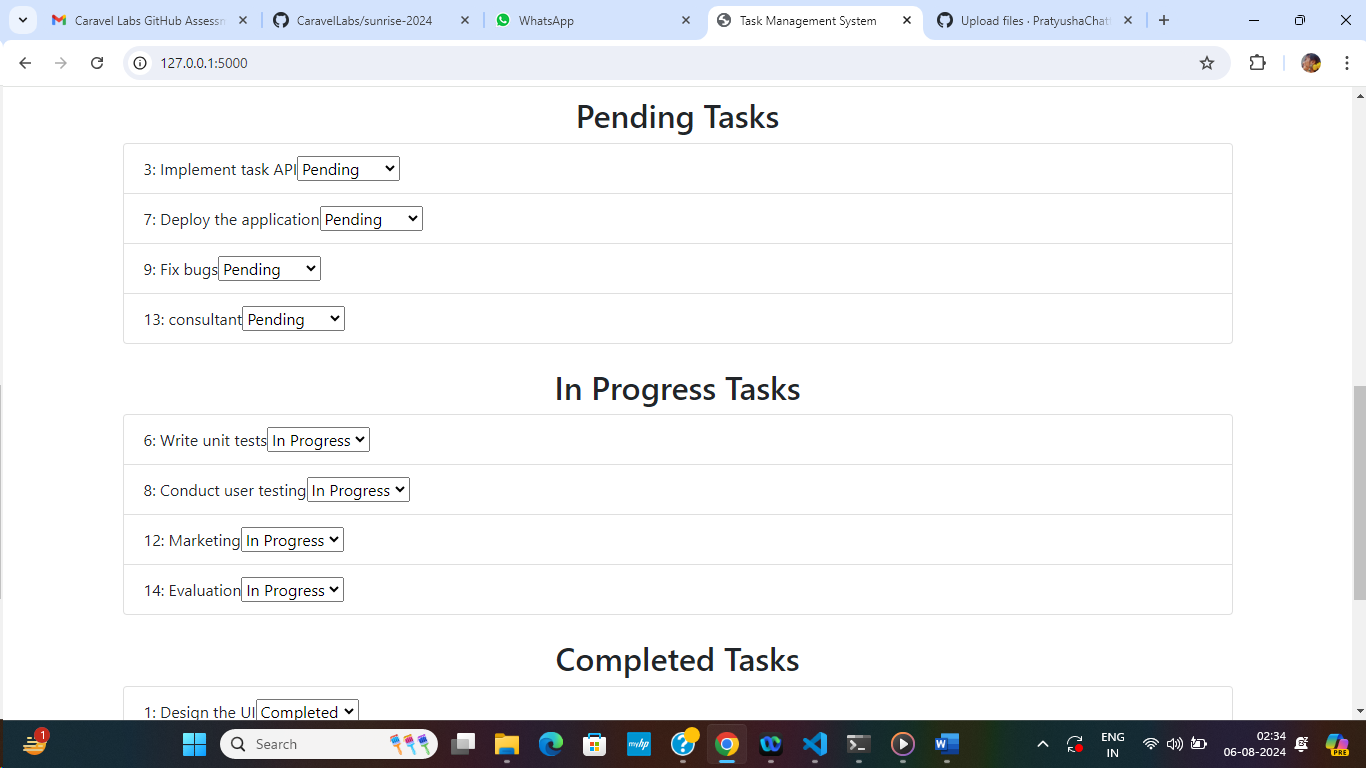 Caravel Labs GitHub Assessn
CaravelLabs/sunrise-2024
WhatsApp
Task Management System
Upload files · PratyushaChat
127.0.0.1:5000
Pending Tasks
3: Implement task API Pending
7: Deploy the application Pending
9: Fix bugs Pending
13: consultant Pending
In Progress Tasks
6: Write unit tests In Progress
8: Conduct user testing In Progress
12: Marketing In Progress
14: Evaluation In Progress
Completed Tasks
1: Design the UI Completed
1
Search
myhp
ENG
IN
02:34
06-08-2024
PRE